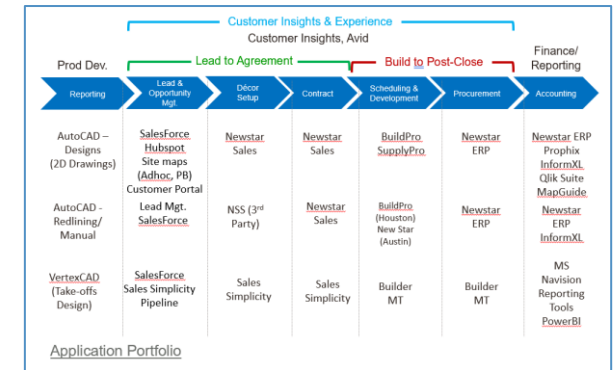 Customer Insights & Experience
Customer Insights, Avid
Prod Dev.
Lead to Agreement
Build to Post-Close
Finance/
Reporting
Reporting
Lead &
Opportunity
Mgt.
Décor
Setup
Contract
Scheduling &
Development
Procurement
Accounting
AutoCAD –
Designs
(2D Drawings)
SalesForce
Hubspot
Site maps
(Adhoc, PB)
Customer Portal
Newstar
Sales
Newstar
Sales
BuildPro
SupplyPro
Newstar
ERP
Newstar ERP
Prophix
InformXL
Qlik Suite
MapGuide
AutoCAD -
Redlining/
Manual
Lead Mgt.
SalesForce
NSS (3rd
Party)
Newstar
Sales
BuildPro
(Houston)
New Star
(Austin)
Newstar
ERP
Newstar
ERP
InformXL
VertexCAD
(Take-offs
Design)
SalesForce
Sales Simplicity
Pipeline
Sales
Simplicity
Sales
Simplicity
Builder
MT
Builder
MT
MS
Navision
Reporting
Tools
PowerBI
Application Portfolio